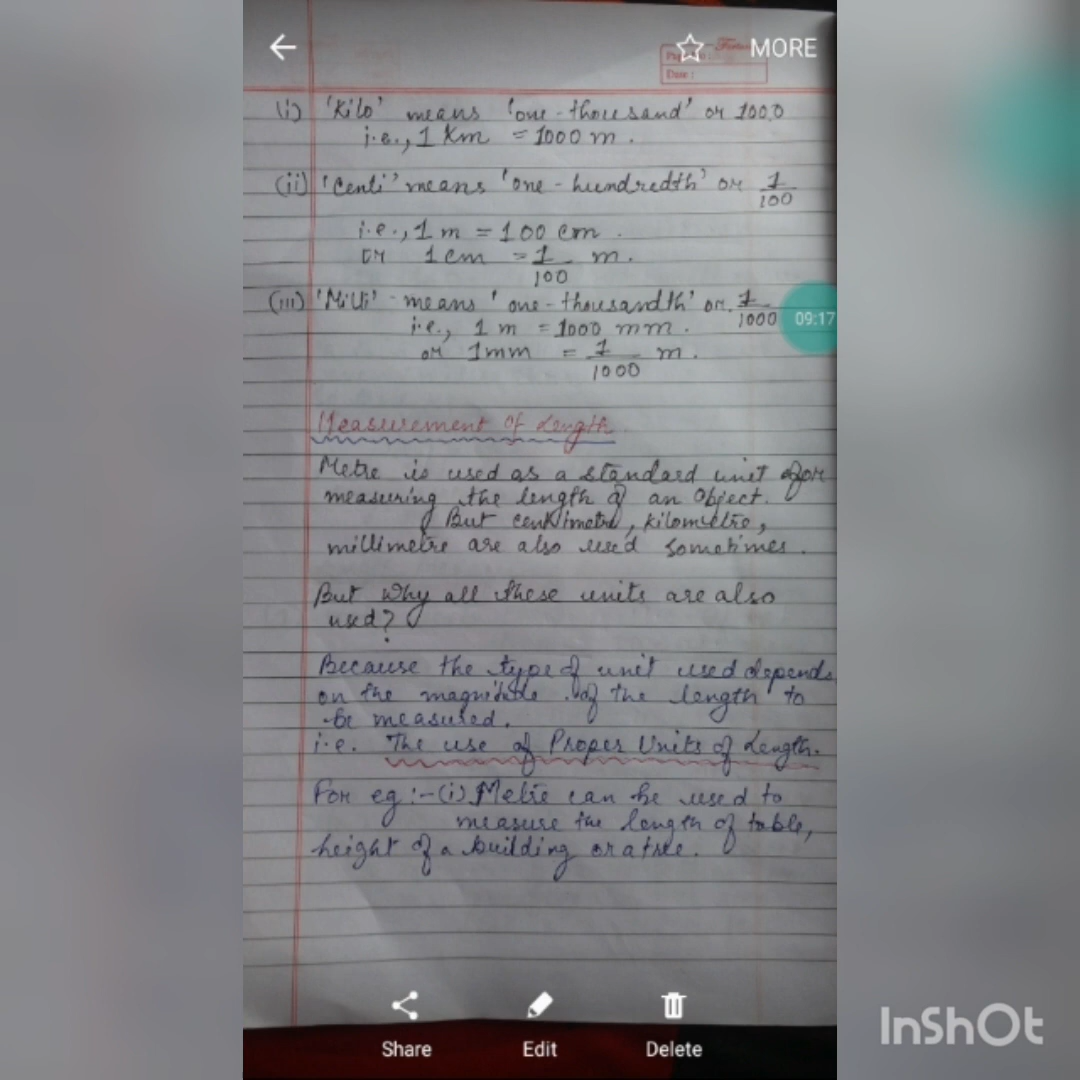 MORE
Date :
(i) 'Kilo' means 'one-thousand' or 1000
i.e., 1 Km = 1000 m.
(ii) 'Centi' means 'one-hundredth' or 1/100
i.e., 1 m = 100 cm.
or 1 cm = 1/100 m.
(iii) 'Milli' - means 'one-thousandth' or 1/1000
09:17
i.e., 1 m = 1000 mm.
or 1mm = 1/1000 m.
Measurement of Length
Metre is used as a standard unit for
measuring the length of an object.
But centimetre, kilometre,
millimetre are also used sometimes.
But why all these units are also
used?
Because the type of unit used depends
on the magnitude of the length to
be measured.
i.e. The use of Proper Units of Length.
For eg :- (i) Metre can be used to
measure the length of table,
height of a building or a tree.
Share Edit Delete
InShOt